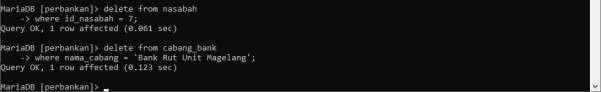 MariaDB [perbankan]> delete from nasabah
-> where id_nasabah = 7;
Query OK, 1 row affected (0.061 sec)
MariaDB [perbankan]> delete from cabang_bank
-> where nama_cabang = 'Bank Rut Unit Magelang';
Query OK, 1 row affected (0.123 sec)
MariaDB [perbankan]>